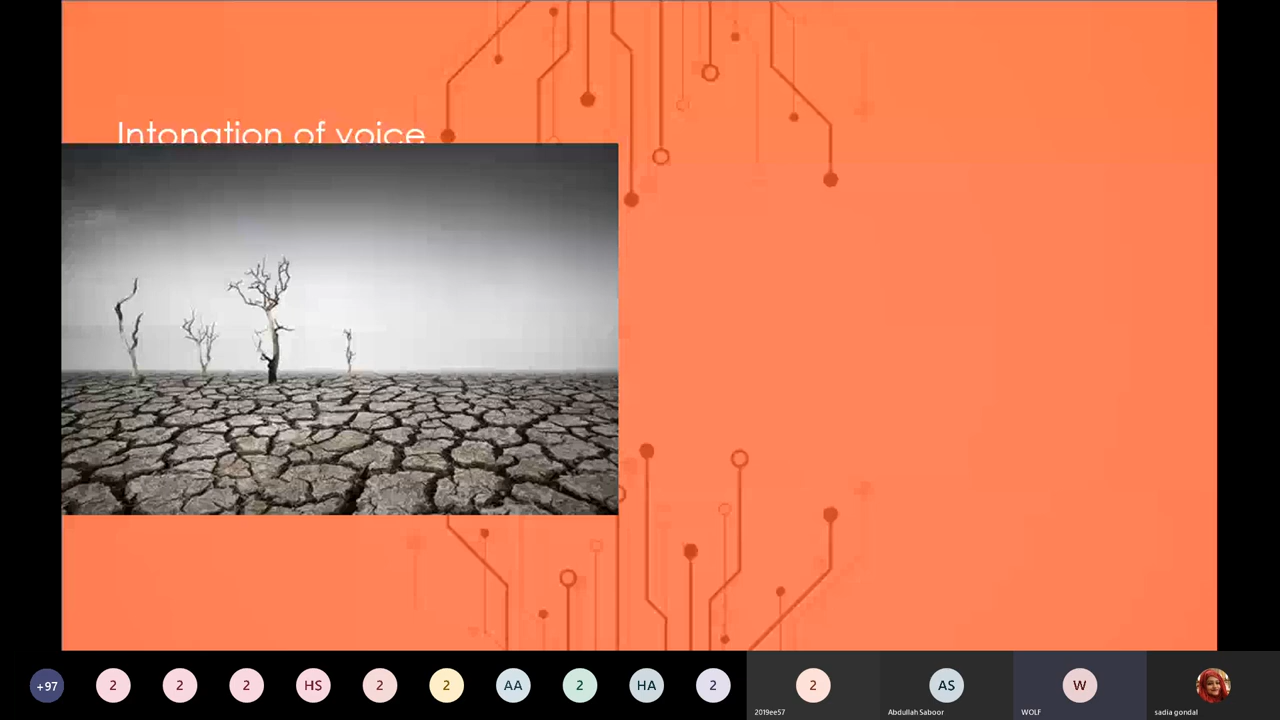 Intonation of voice
+97 2 2 2 HS 2 2 AA 2 HA 2 2 AS W
2019ee57 Abdullah Saboor WOLF sadia gondal